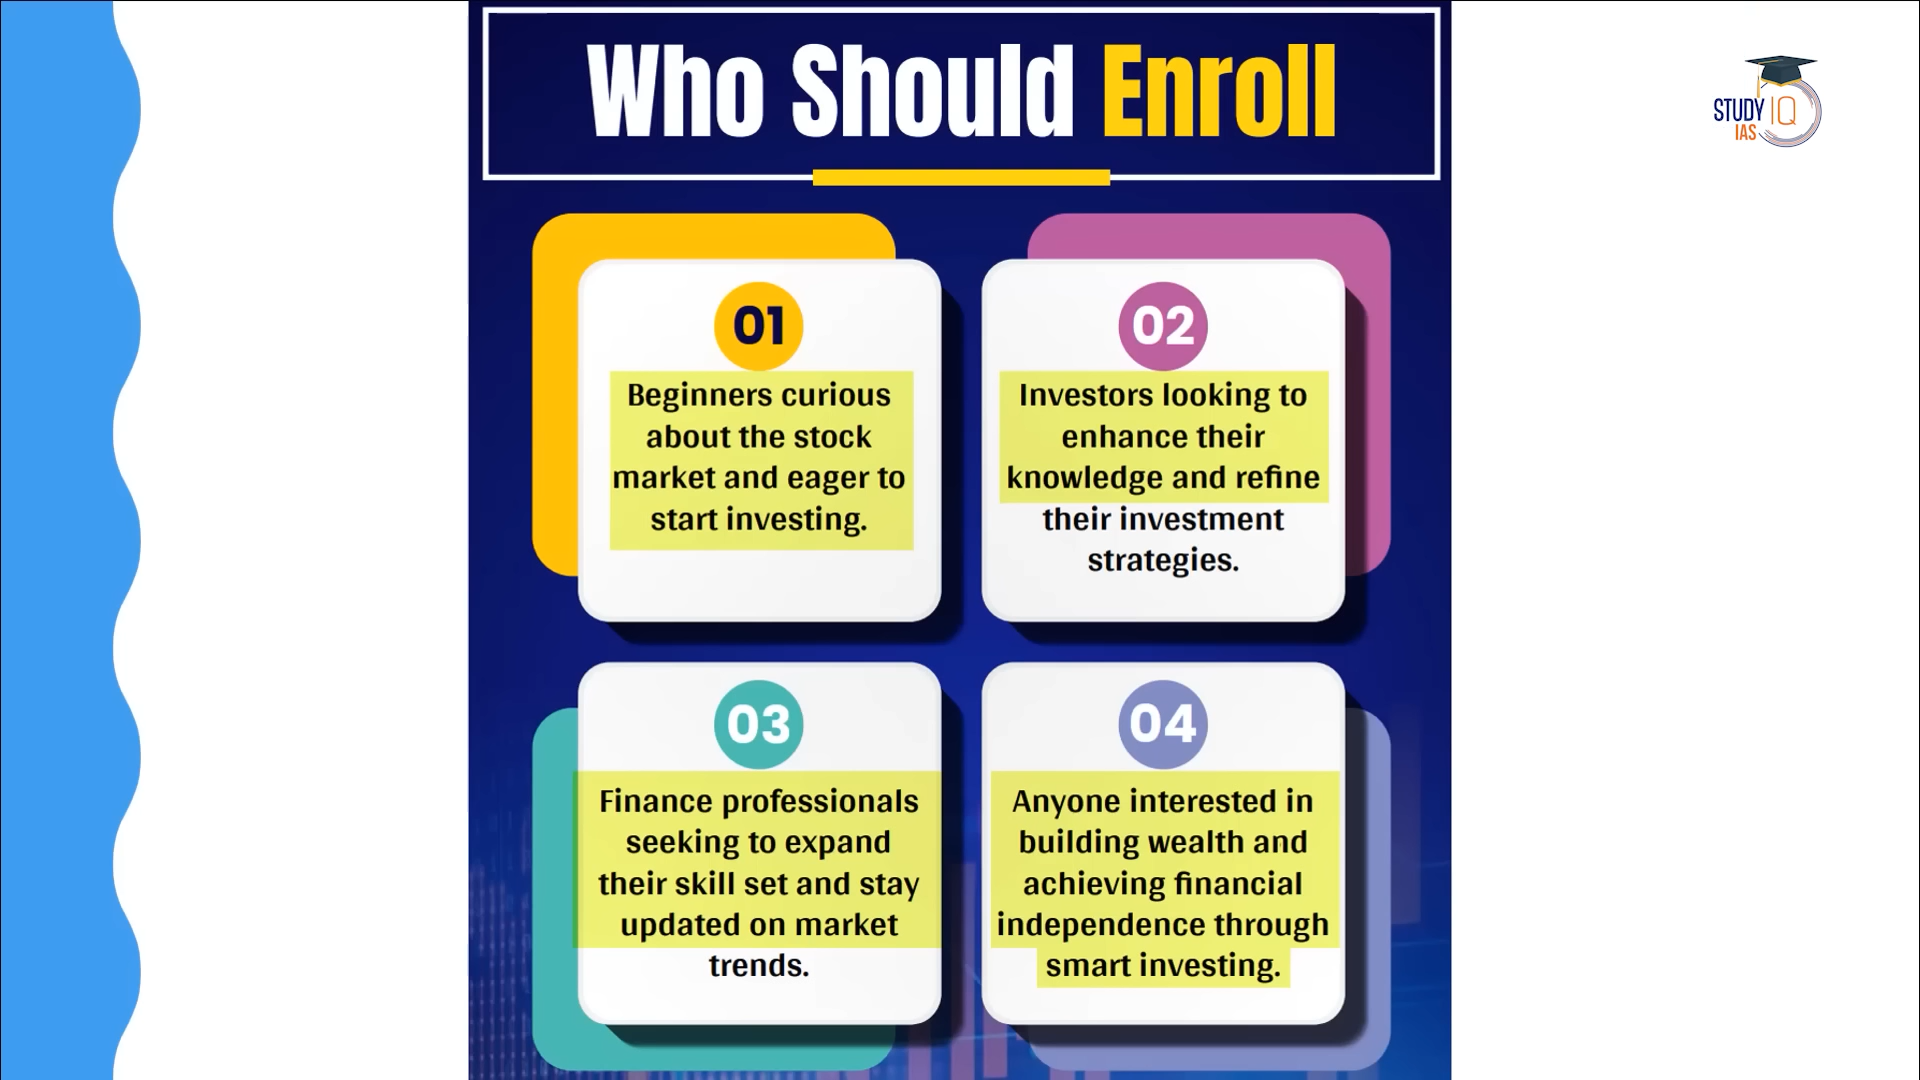 Who Should Enroll
STUDY IQ
IAS
01
Beginners curious
about the stock
market and eager to
start investing.
02
Investors looking to
enhance their
knowledge and refine
their investment
strategies.
03
Finance professionals
seeking to expand
their skill set and stay
updated on market
trends.
04
Anyone interested in
building wealth and
achieving financial
independence through
smart investing.